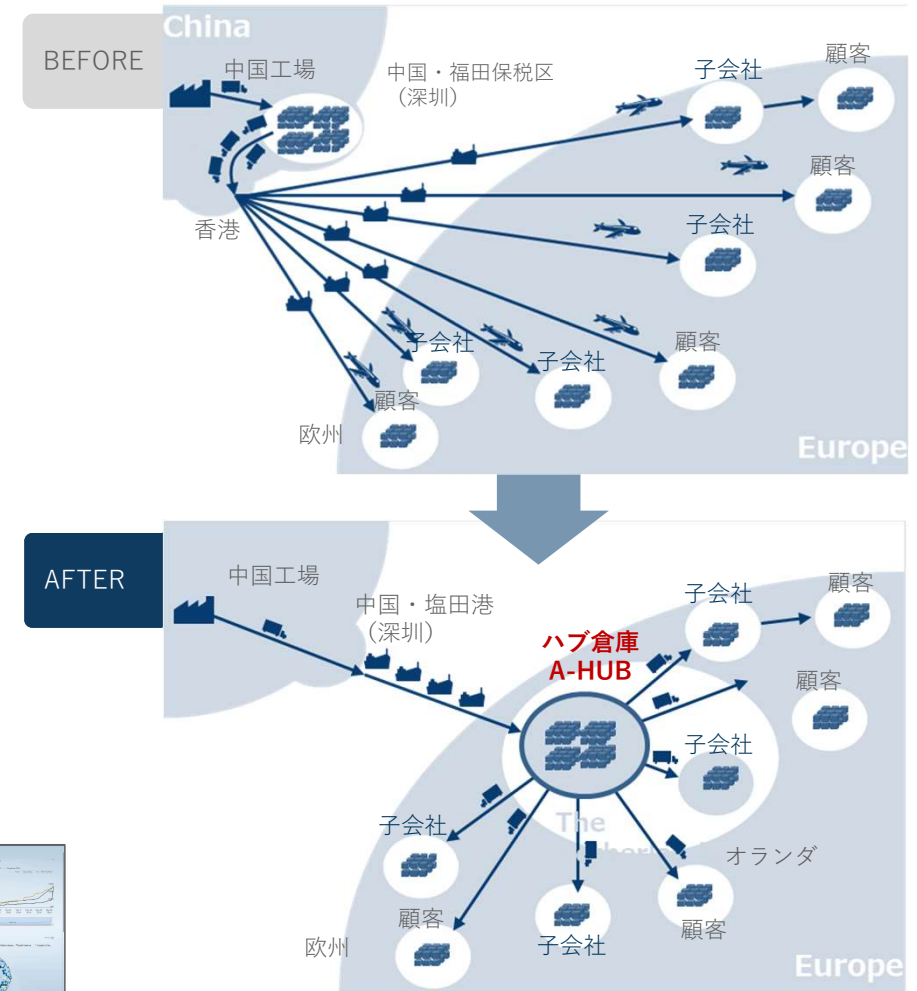 China
BEFORE
中国工場
中国・福田保税区
（深圳）
子会社
顧客
顧客
香港
子会社
顧客
子会社
子会社
顧客
欧州
Europe
AFTER
中国工場
中国・塩田港
（深圳）
子会社
顧客
ハブ倉庫
A-HUB
顧客
子会社
The
子会社
オランダ
顧客
顧客
子会社
欧州
Europe